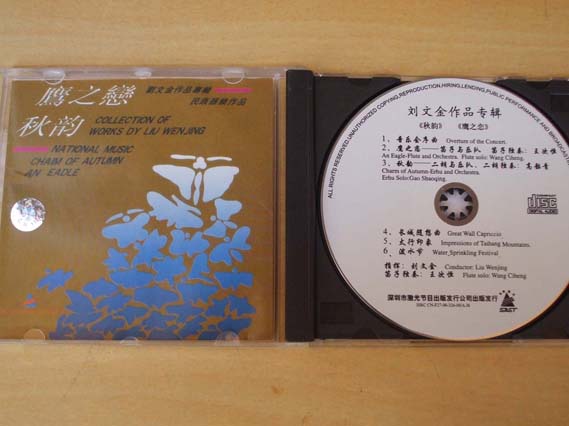 鹰之戀
秋韵
劉文金作品專輯
民族器樂作品
COLLECTION OF
WORKS DY LIU WENJING
NATIONAL MUSIC
CHAIM OF AUTUMN
AN EADLE
ALL RIGHTS RESERVED. UNAUTHORIZED COPYING, REPRODUCTION, HIRING, LENDING, PUBLIC PERFORMANCE AND BROADCASTING
刘文金作品专辑
《秋韵》 《鹰之恋》
1、音乐会序曲 Overture of the Concert.
2、鹰之恋——笛子与乐队 笛子独奏：王次恒
An Eagle-Flute and Orchestra. Flute solo: Wang Ciheng.
3、秋韵——二胡与乐队、二胡独奏：高韶青
Charm of Autumn-Erhu and Orchestra.
Erhu Solo:Gao Shaoqing.
COMPACT
disc
DIGITAL AUDIO
4、长城随想曲 Great Wall Capriccio
5、太行印象 Impressions of Taihang Mountains.
6、泼水节 Water Sprinkling Festival
指挥：刘文金 Conductor: Liu Wenjing
笛子独奏：王次恒 Flute solo: Wang Ciheng
深圳市激光节目出版发行公司出版发行